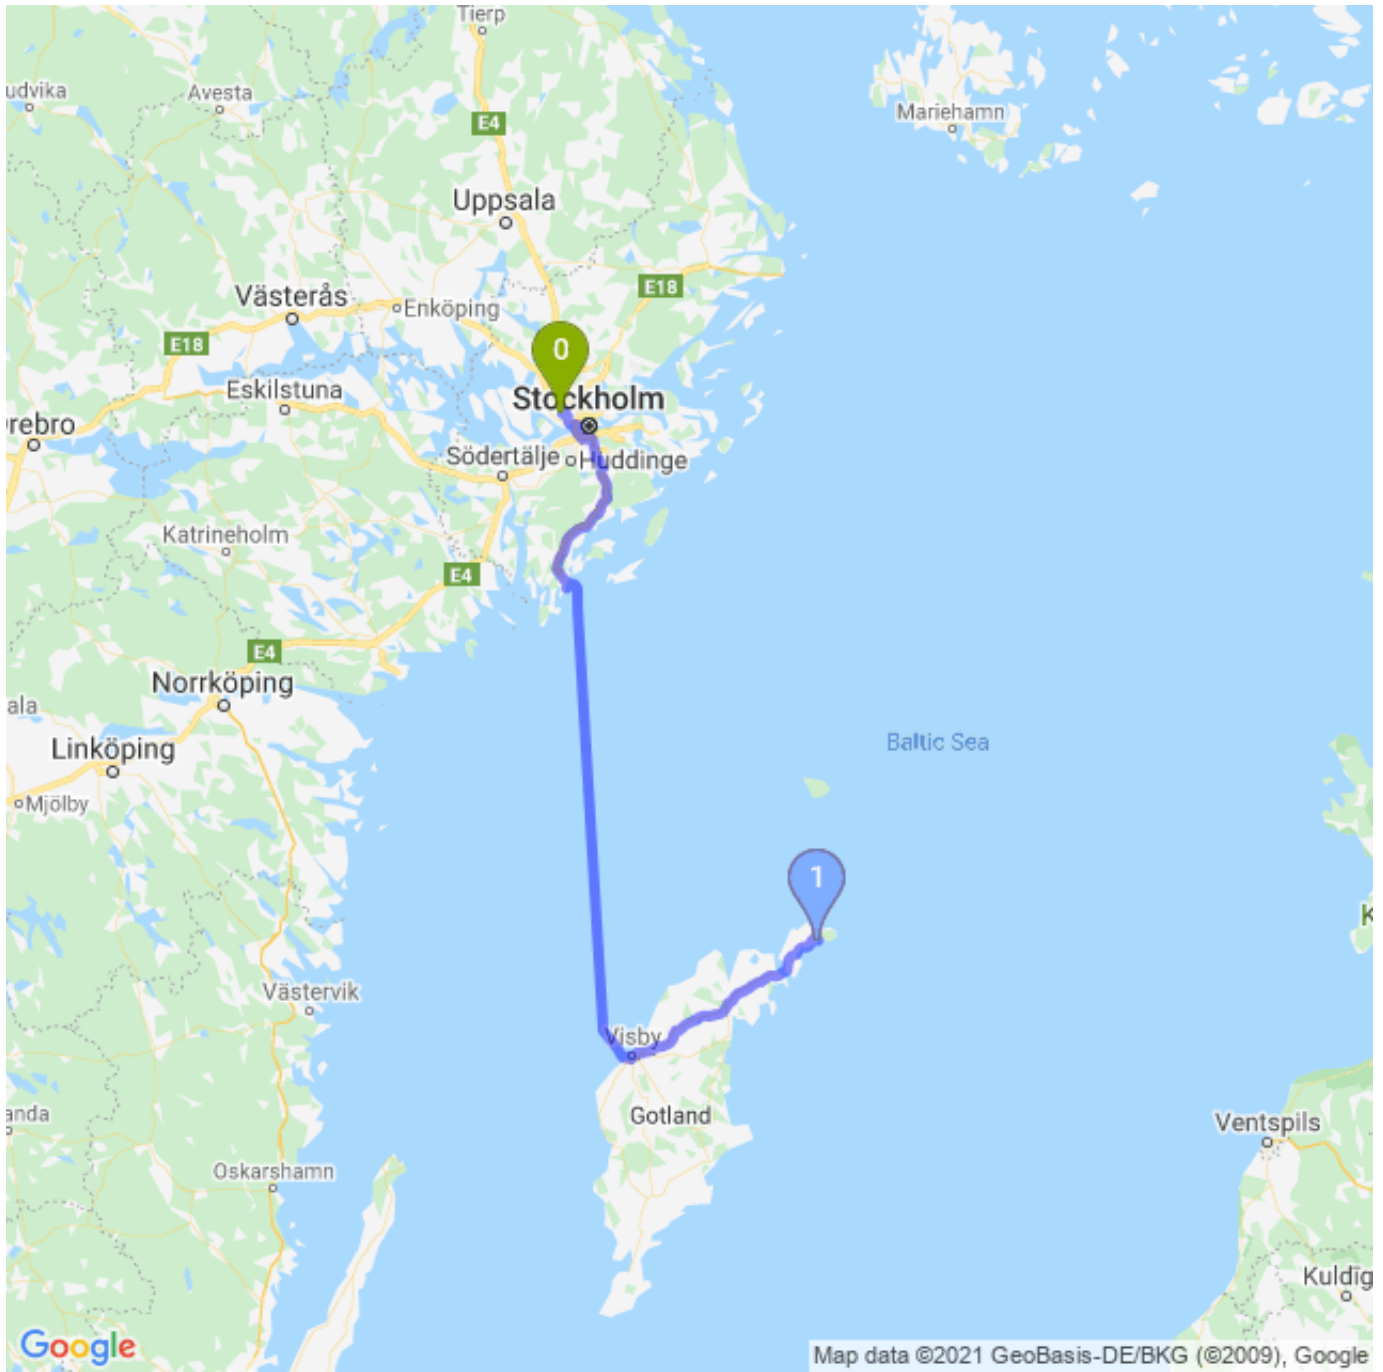 Tierp
udvika
Avesta
Mariehamn
E4
Uppsala
E18
Västerås
Enköping
E18
0
Eskilstuna
Stockholm
rebro
Södertälje
Huddinge
Katrineholm
E4
E4
Norrköping
ala
Linköping
Baltic Sea
Mjölby
1
K
Västervik
Visby
anda
Gotland
Ventspils
Oskarshamn
Kuldīg
Google
Map data ©2021 GeoBasis-DE/BKG (©2009), Google